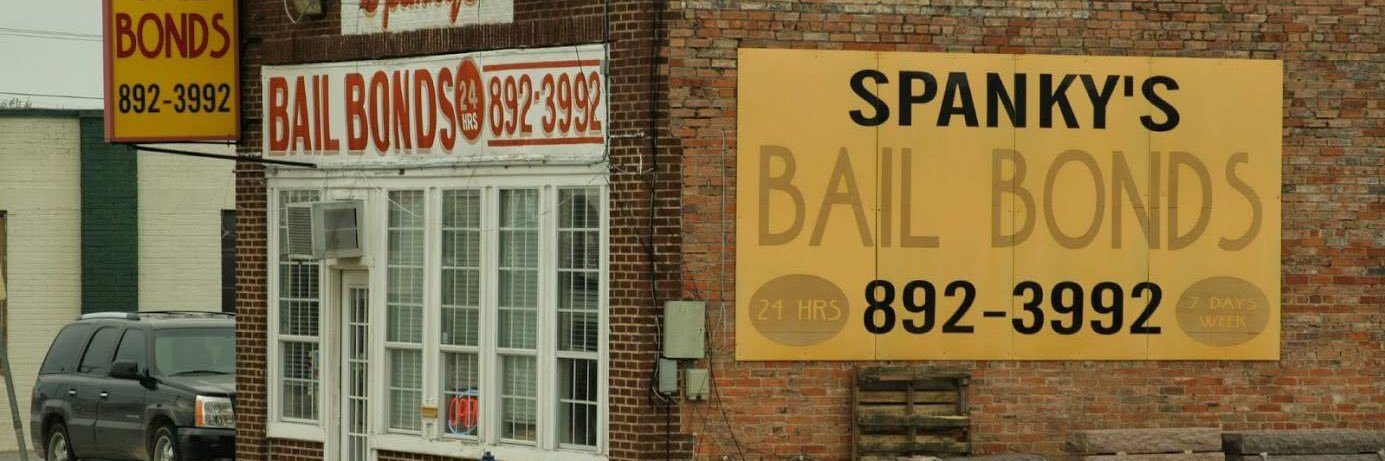 BONDS
892-3992
Spanky's
BAIL BONDS 24 HRS 892-3992
OPEN
SPANKY'S
BAIL BONDS
24 HRS 892-3992 7 DAYS WEEK